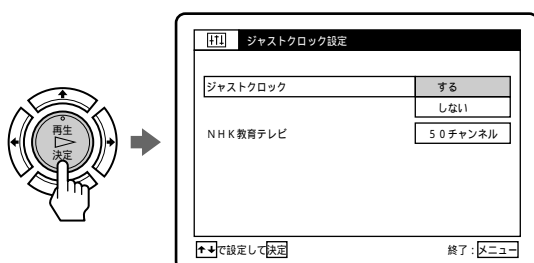 再生
決定
ジャストクロック設定
ジャストクロック する
しない
NHK教育テレビ 50チャンネル
で設定して決定 終了:メニュー